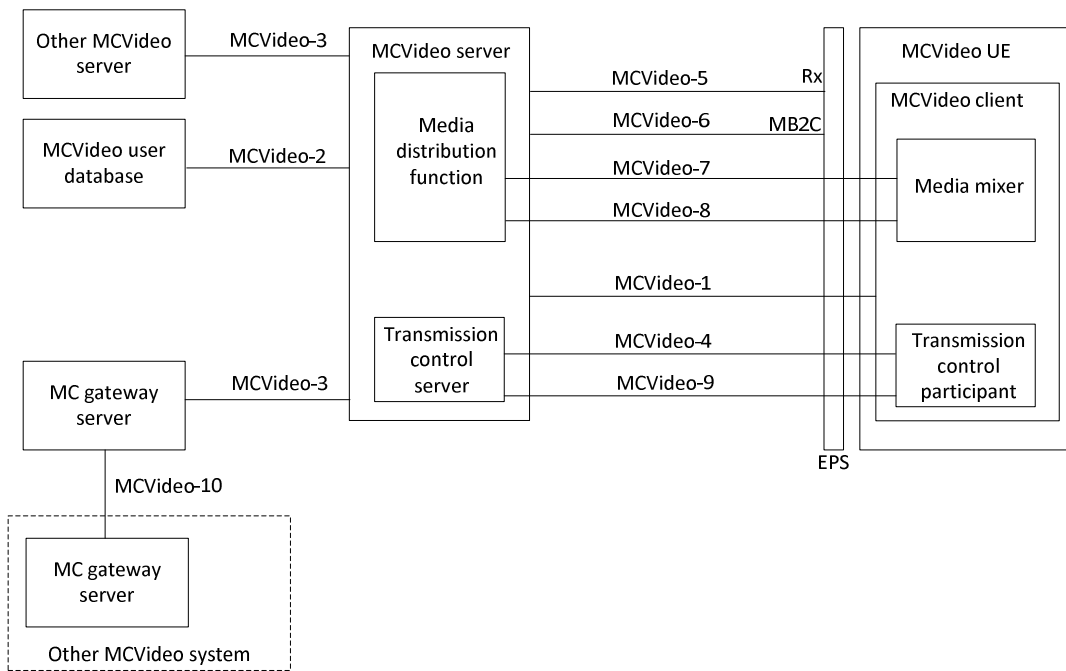 Other MCVideo
server
MCVideo-3
MCVideo user
database
MCVideo-2
MCVideo server
Media
distribution
function
MCVideo-5
Rx
MCVideo-6
MB2C
MCVideo-7
MCVideo-8
MCVideo-1
MCVideo UE
MCVideo client
Media mixer
Transmission
control
server
MCVideo-4
MCVideo-9
Transmission
control
participant
EPS
MC gateway
server
MCVideo-3
MCVideo-10
MC gateway
server
Other MCVideo system